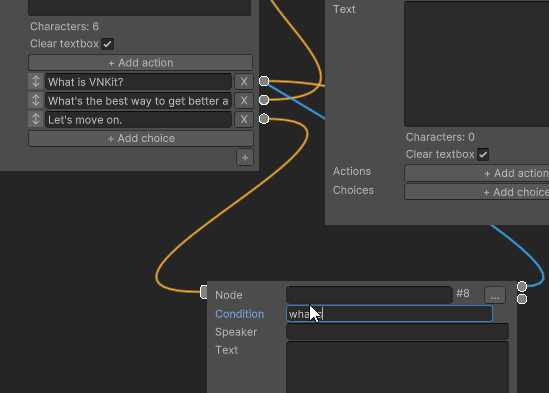 Characters: 6
Clear textbox
+ Add action
What is VNKit? X
What's the best way to get better a X
Let's move on. X
+ Add choice
+
Text
Characters: 0
Clear textbox
Actions + Add action
Choices + Add choice
Node #8 ...
Condition
Speaker
Text